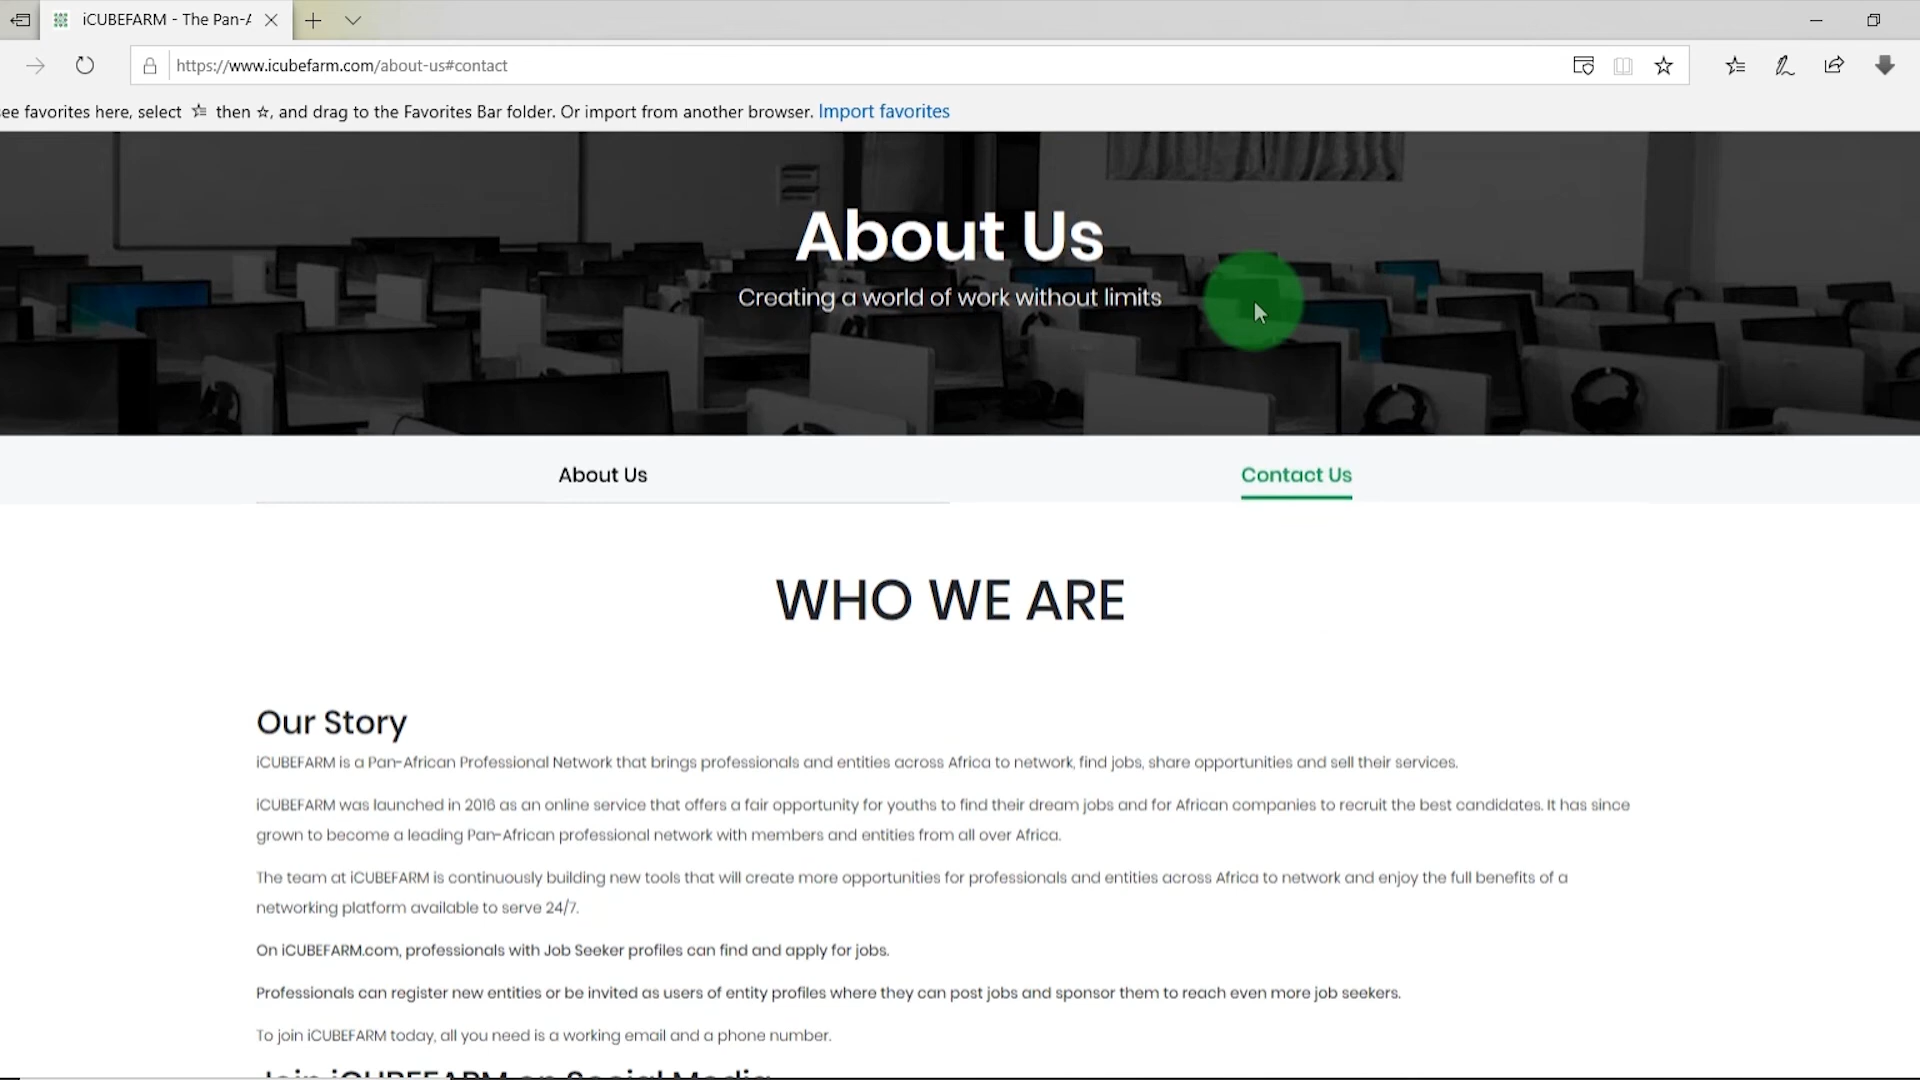 iCUBEFARM - The Pan-A
https://www.icubefarm.com/about-us#contact
ee favorites here, select then , and drag to the Favorites Bar folder. Or import from another browser. Import favorites
About Us
Creating a world of work without limits
About Us
Contact Us
WHO WE ARE
Our Story
iCUBEFARM is a Pan-African Professional Network that brings professionals and entities across Africa to network, find jobs, share opportunities and sell their services.
iCUBEFARM was launched in 2016 as an online service that offers a fair opportunity for youths to find their dream jobs and for African companies to recruit the best candidates. It has since
grown to become a leading Pan-African professional network with members and entities from all over Africa.
The team at iCUBEFARM is continuously building new tools that will create more opportunities for professionals and entities across Africa to network and enjoy the full benefits of a
networking platform available to serve 24/7.
On iCUBEFARM.com, professionals with Job Seeker profiles can find and apply for jobs.
Professionals can register new entities or be invited as users of entity profiles where they can post jobs and sponsor them to reach even more job seekers.
To join iCUBEFARM today, all you need is a working email and a phone number.
Join iCUBEFARM on Social Media